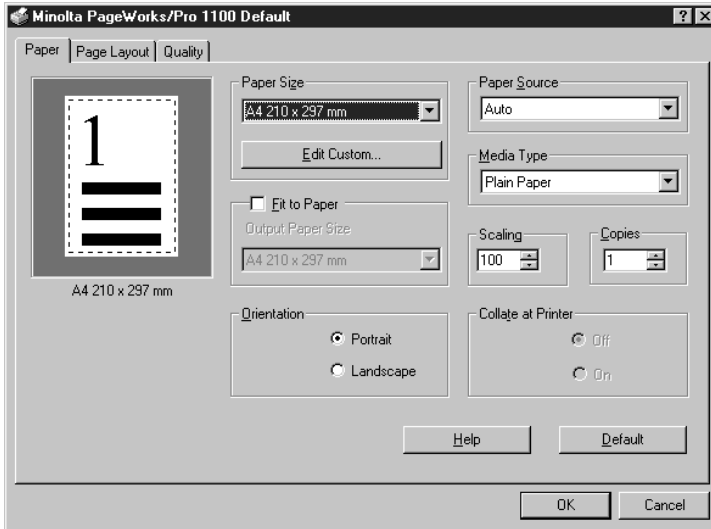 Minolta PageWorks/Pro 1100 Default
Paper
Page Layout
Quality
1
A4 210 x 297 mm
Paper Size
A4 210 x 297 mm
Edit Custom...
Fit to Paper
Output Paper Size
A4 210 x 297 mm
Orientation
Portrait
Landscape
Paper Source
Auto
Media Type
Plain Paper
Scaling
100
Copies
1
Collate at Printer
Off
On
Help
Default
OK
Cancel